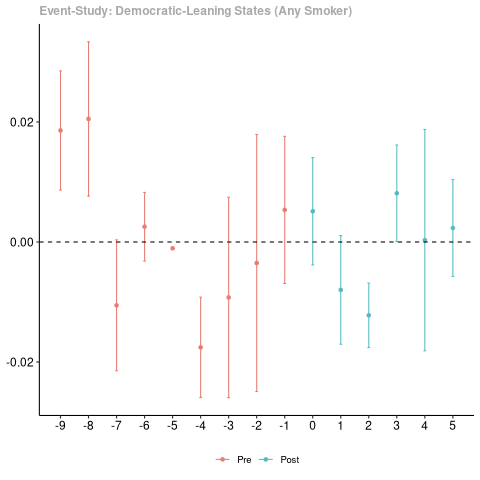 Event-Study: Democratic-Leaning States (Any Smoker)
0.02
0.00
-0.02
-9 -8 -7 -6 -5 -4 -3 -2 -1 0 1 2 3 4 5
Pre Post